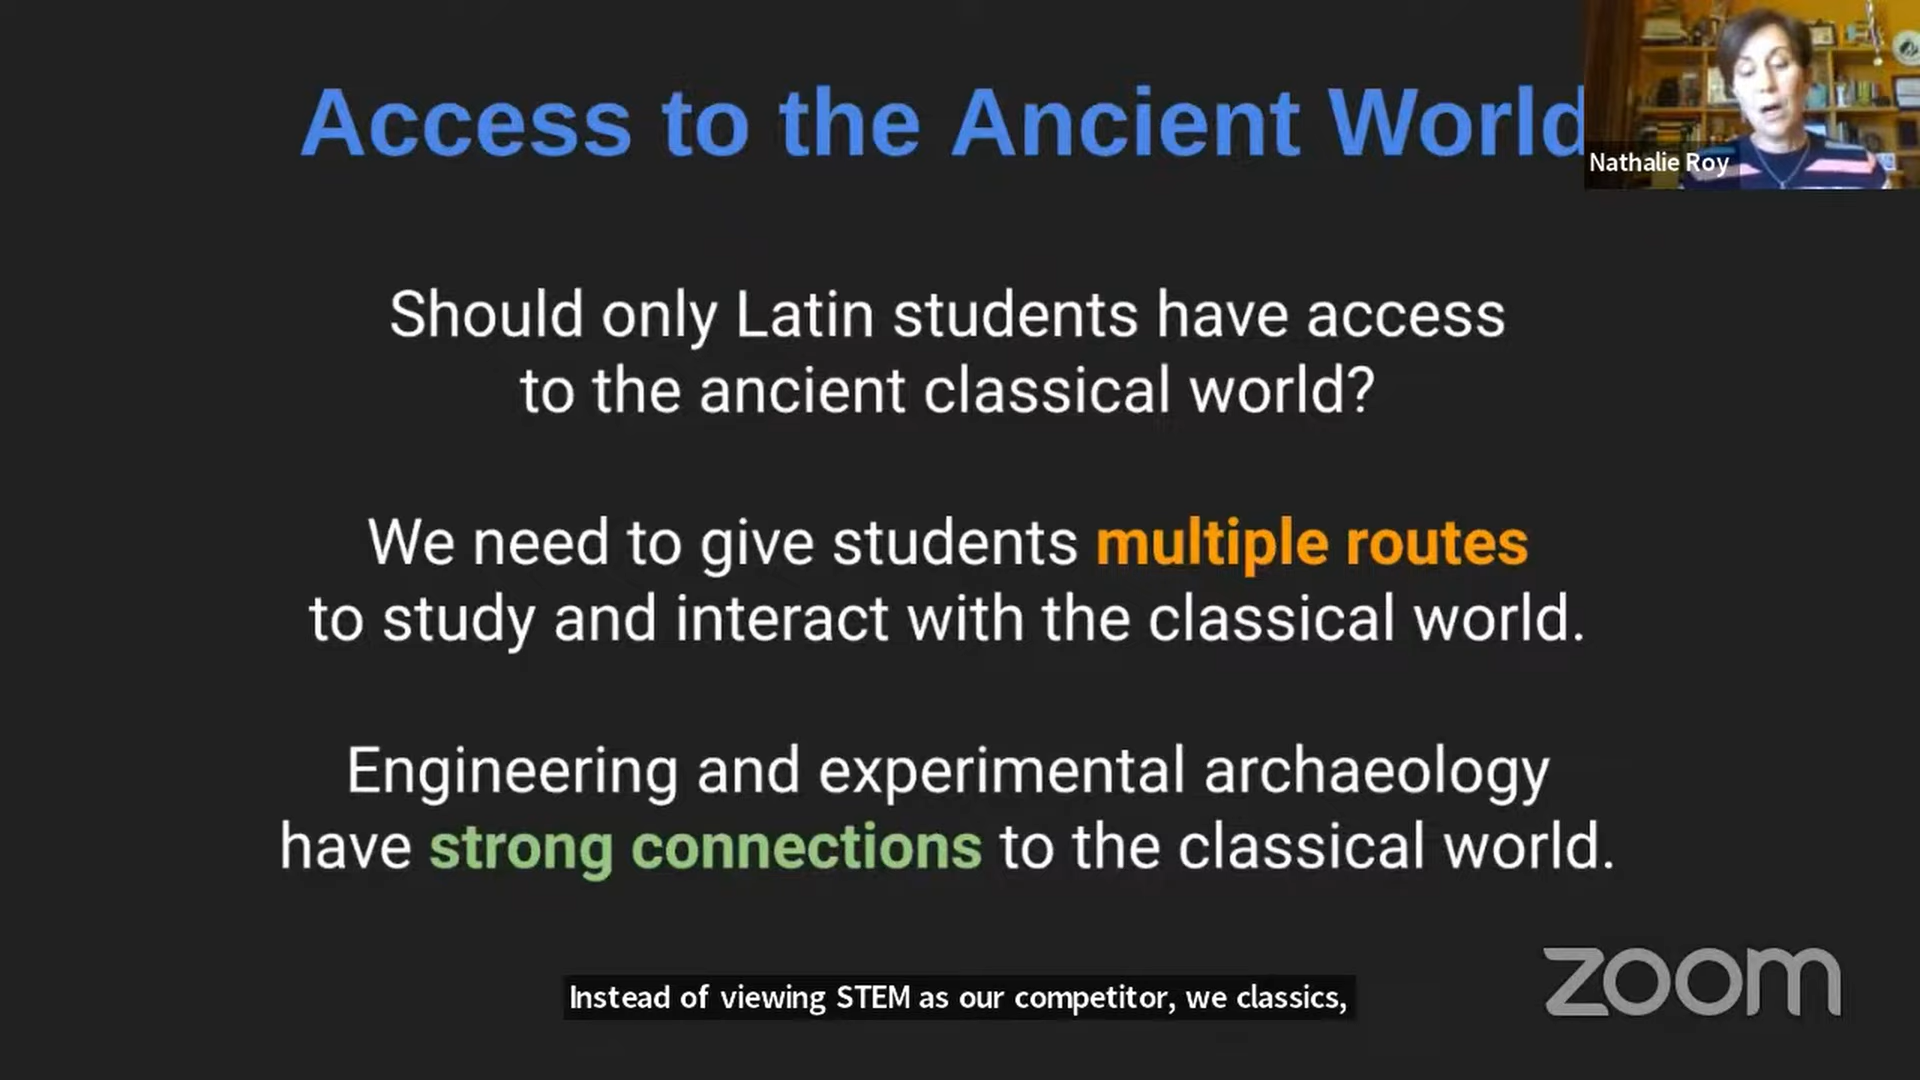 Access to the Ancient World
Nathalie Roy
Should only Latin students have access
to the ancient classical world?
We need to give students multiple routes
to study and interact with the classical world.
Engineering and experimental archaeology
have strong connections to the classical world.
Instead of viewing STEM as our competitor, we classics,
zoom